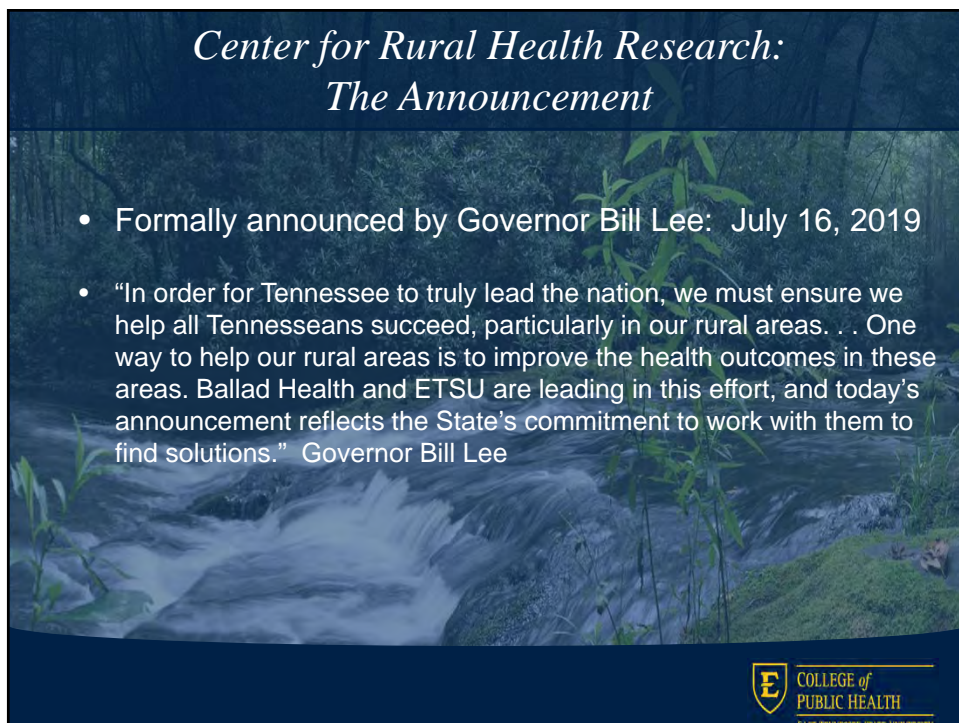 Center for Rural Health Research:
The Announcement
• Formally announced by Governor Bill Lee:  July 16, 2019
• “In order for Tennessee to truly lead the nation, we must ensure we
help all Tennesseans succeed, particularly in our rural areas. . . One
way to help our rural areas is to improve the health outcomes in these
areas. Ballad Health and ETSU are leading in this effort, and today’s
announcement reflects the State’s commitment to work with them to
find solutions.”  Governor Bill Lee
E
COLLEGE of
PUBLIC HEALTH